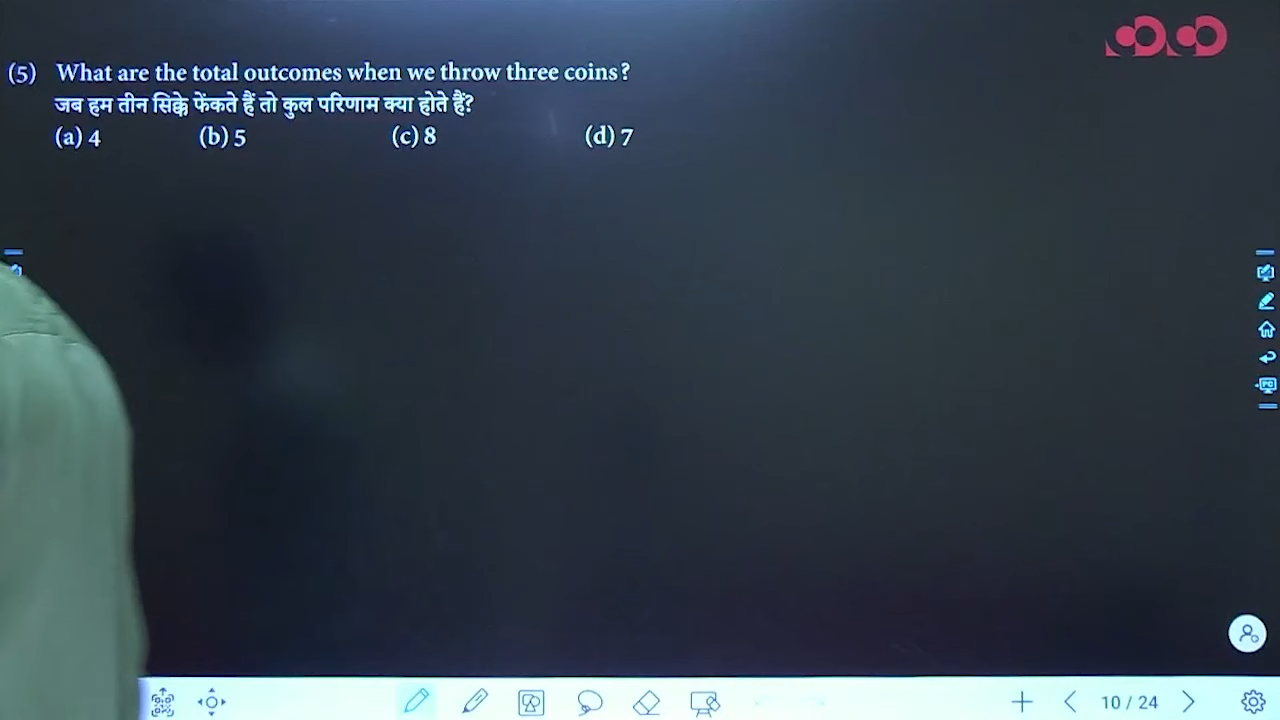 (5) What are the total outcomes when we throw three coins?
जब हम तीन सिक्के फेंकते हैं तो कुल परिणाम क्या होते हैं?
(a) 4 (b) 5 (c) 8 (d) 7
10 / 24